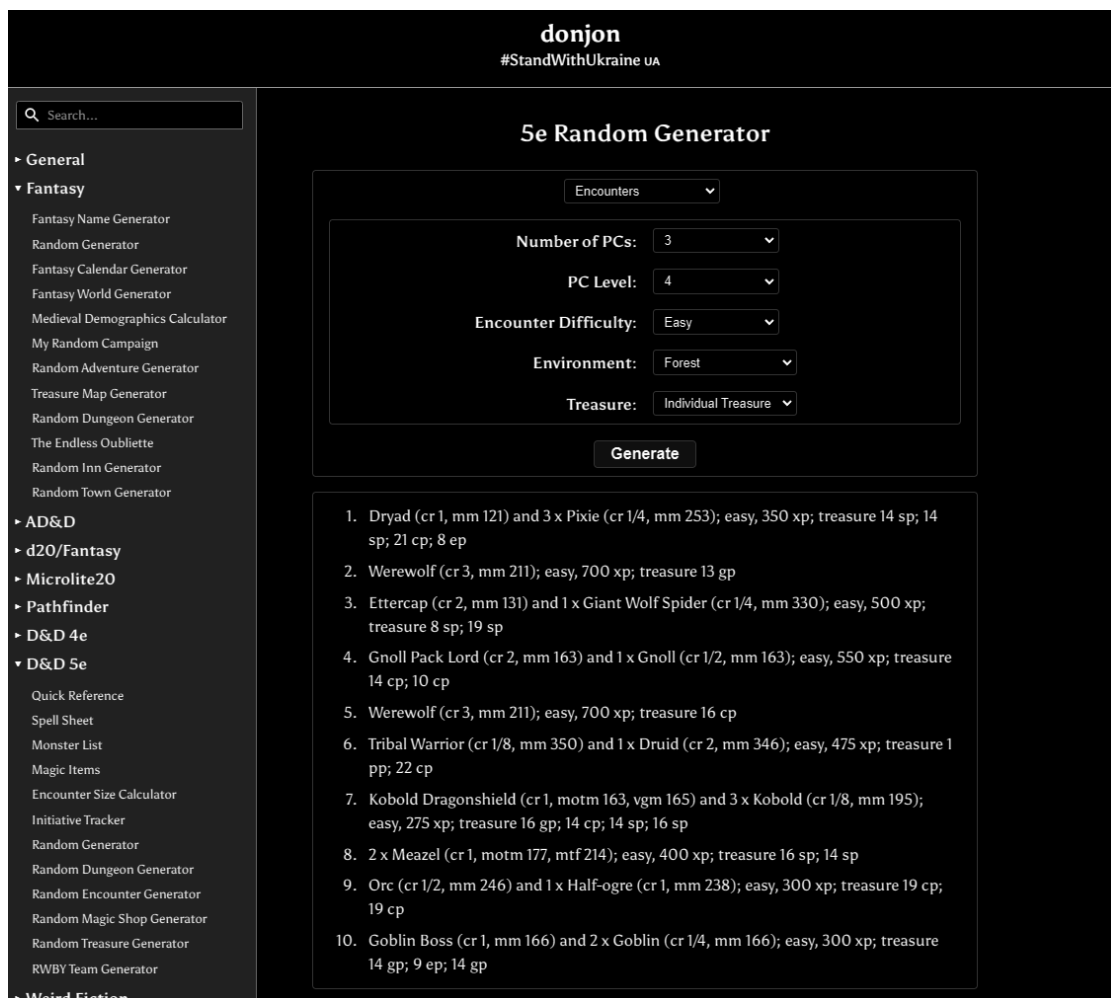 donjon
#StandWithUkraine UA
Search...
▸ General
▾ Fantasy
Fantasy Name Generator
Random Generator
Fantasy Calendar Generator
Fantasy World Generator
Medieval Demographics Calculator
My Random Campaign
Random Adventure Generator
Treasure Map Generator
Random Dungeon Generator
The Endless Oubliette
Random Inn Generator
Random Town Generator
▸ AD&D
▸ d20/Fantasy
▸ Microlite20
▸ Pathfinder
▸ D&D 4e
▾ D&D 5e
Quick Reference
Spell Sheet
Monster List
Magic Items
Encounter Size Calculator
Initiative Tracker
Random Generator
Random Dungeon Generator
Random Encounter Generator
Random Magic Shop Generator
Random Treasure Generator
RWBY Team Generator
▸ Weird Fiction
5e Random Generator
Encounters
Number of PCs: 3
PC Level: 4
Encounter Difficulty: Easy
Environment: Forest
Treasure: Individual Treasure
Generate
1. Dryad (cr 1, mm 121) and 3 x Pixie (cr 1/4, mm 253); easy, 350 xp; treasure 14 sp; 14
sp; 21 cp; 8 ep
2. Werewolf (cr 3, mm 211); easy, 700 xp; treasure 13 gp
3. Ettercap (cr 2, mm 131) and 1 x Giant Wolf Spider (cr 1/4, mm 330); easy, 500 xp;
treasure 8 sp; 19 sp
4. Gnoll Pack Lord (cr 2, mm 163) and 1 x Gnoll (cr 1/2, mm 163); easy, 550 xp; treasure
14 cp; 10 cp
5. Werewolf (cr 3, mm 211); easy, 700 xp; treasure 16 cp
6. Tribal Warrior (cr 1/8, mm 350) and 1 x Druid (cr 2, mm 346); easy, 475 xp; treasure 1
pp; 22 cp
7. Kobold Dragonshield (cr 1, motm 163, vgm 165) and 3 x Kobold (cr 1/8, mm 195);
easy, 275 xp; treasure 16 gp; 14 cp; 14 sp; 16 sp
8. 2 x Meazel (cr 1, motm 177, mtf 214); easy, 400 xp; treasure 16 sp; 14 sp
9. Orc (cr 1/2, mm 246) and 1 x Half-ogre (cr 1, mm 238); easy, 300 xp; treasure 19 cp;
19 cp
10. Goblin Boss (cr 1, mm 166) and 2 x Goblin (cr 1/4, mm 166); easy, 300 xp; treasure
14 gp; 9 ep; 14 gp